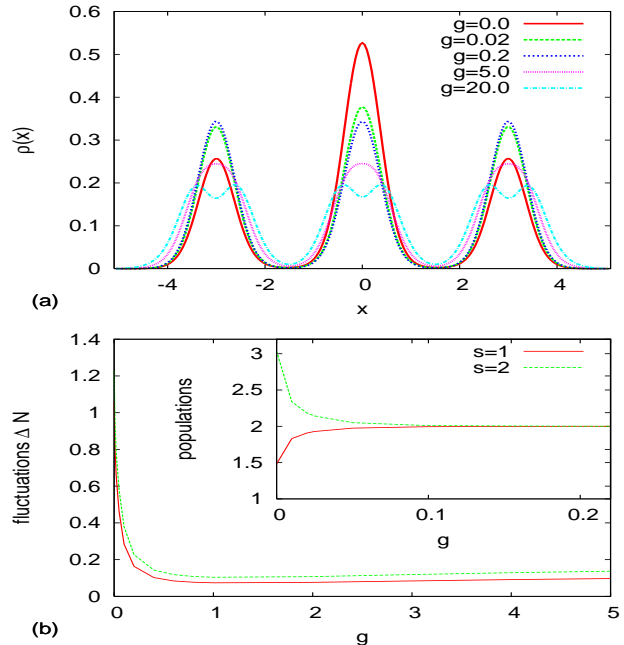 0.6
0.5
0.4
0.3
0.2
0.1
0
ρ(x)
g=0.0
g=0.02
g=0.2
g=5.0
g=20.0
-4 -2 0 2 4
x
(a)
1.4
1.2
1
0.8
0.6
0.4
0.2
0
fluctuations Δ N
3
2.5
2
1.5
1
populations
s=1
s=2
0 0.1 0.2
g
0 1 2 3 4 5
g
(b)